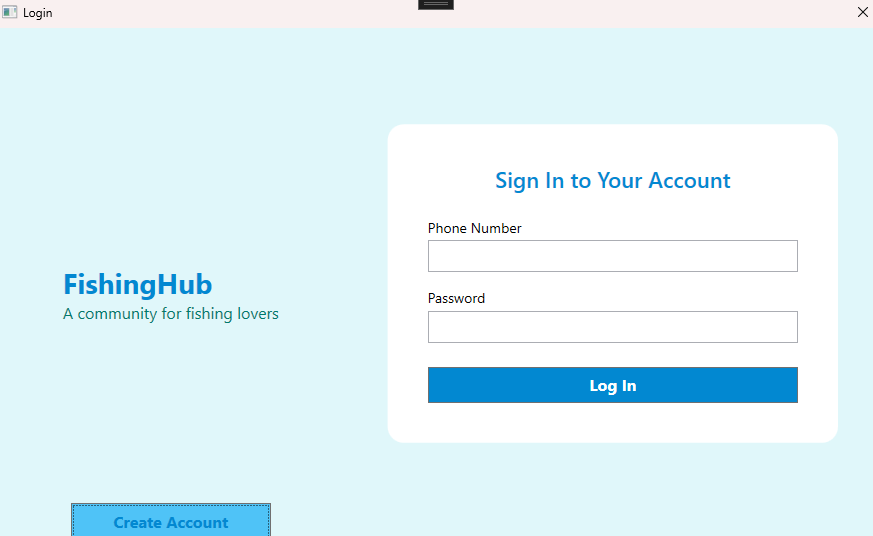 Login
FishingHub
A community for fishing lovers
Create Account
Sign In to Your Account
Phone Number
Password
Log In